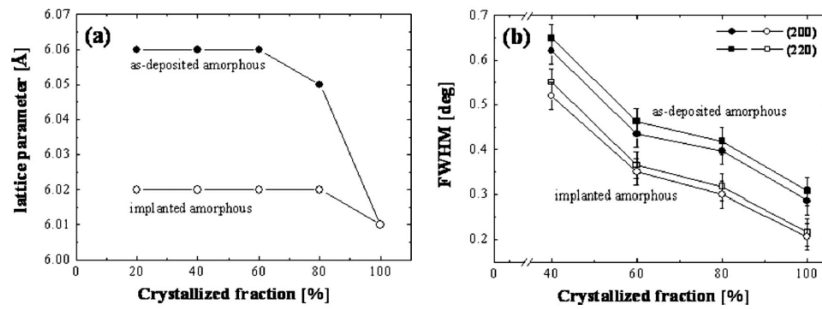 (a)
lattice parameter [Å]
6.06
6.05
6.04
6.03
6.02
6.01
6.00
as-deposited amorphous
implanted amorphous
0 20 40 60 80 100
Crystallized fraction [%]
(b)
(200)
(220)
FWHM [deg]
0.7
0.6
0.5
0.4
0.3
0.2
as-deposited amorphous
implanted amorphous
0 40 60 80 100
Crystallized fraction [%]